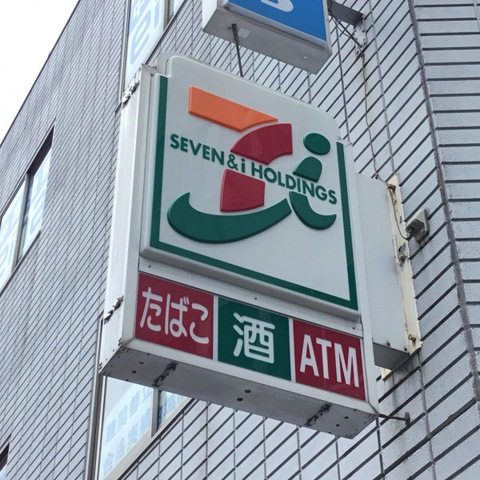 SEVEN & i HOLDINGS
たばこ
酒
ATM